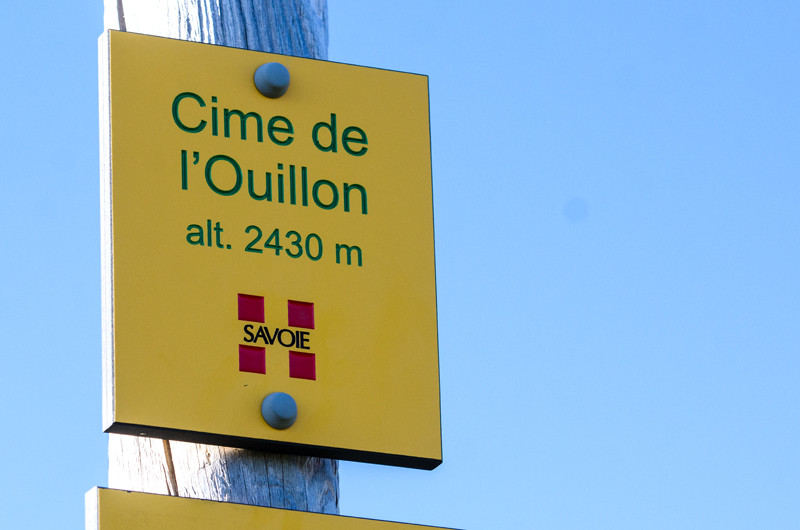 Cime de
l'Ouillon
alt. 2430 m
SAVOIE